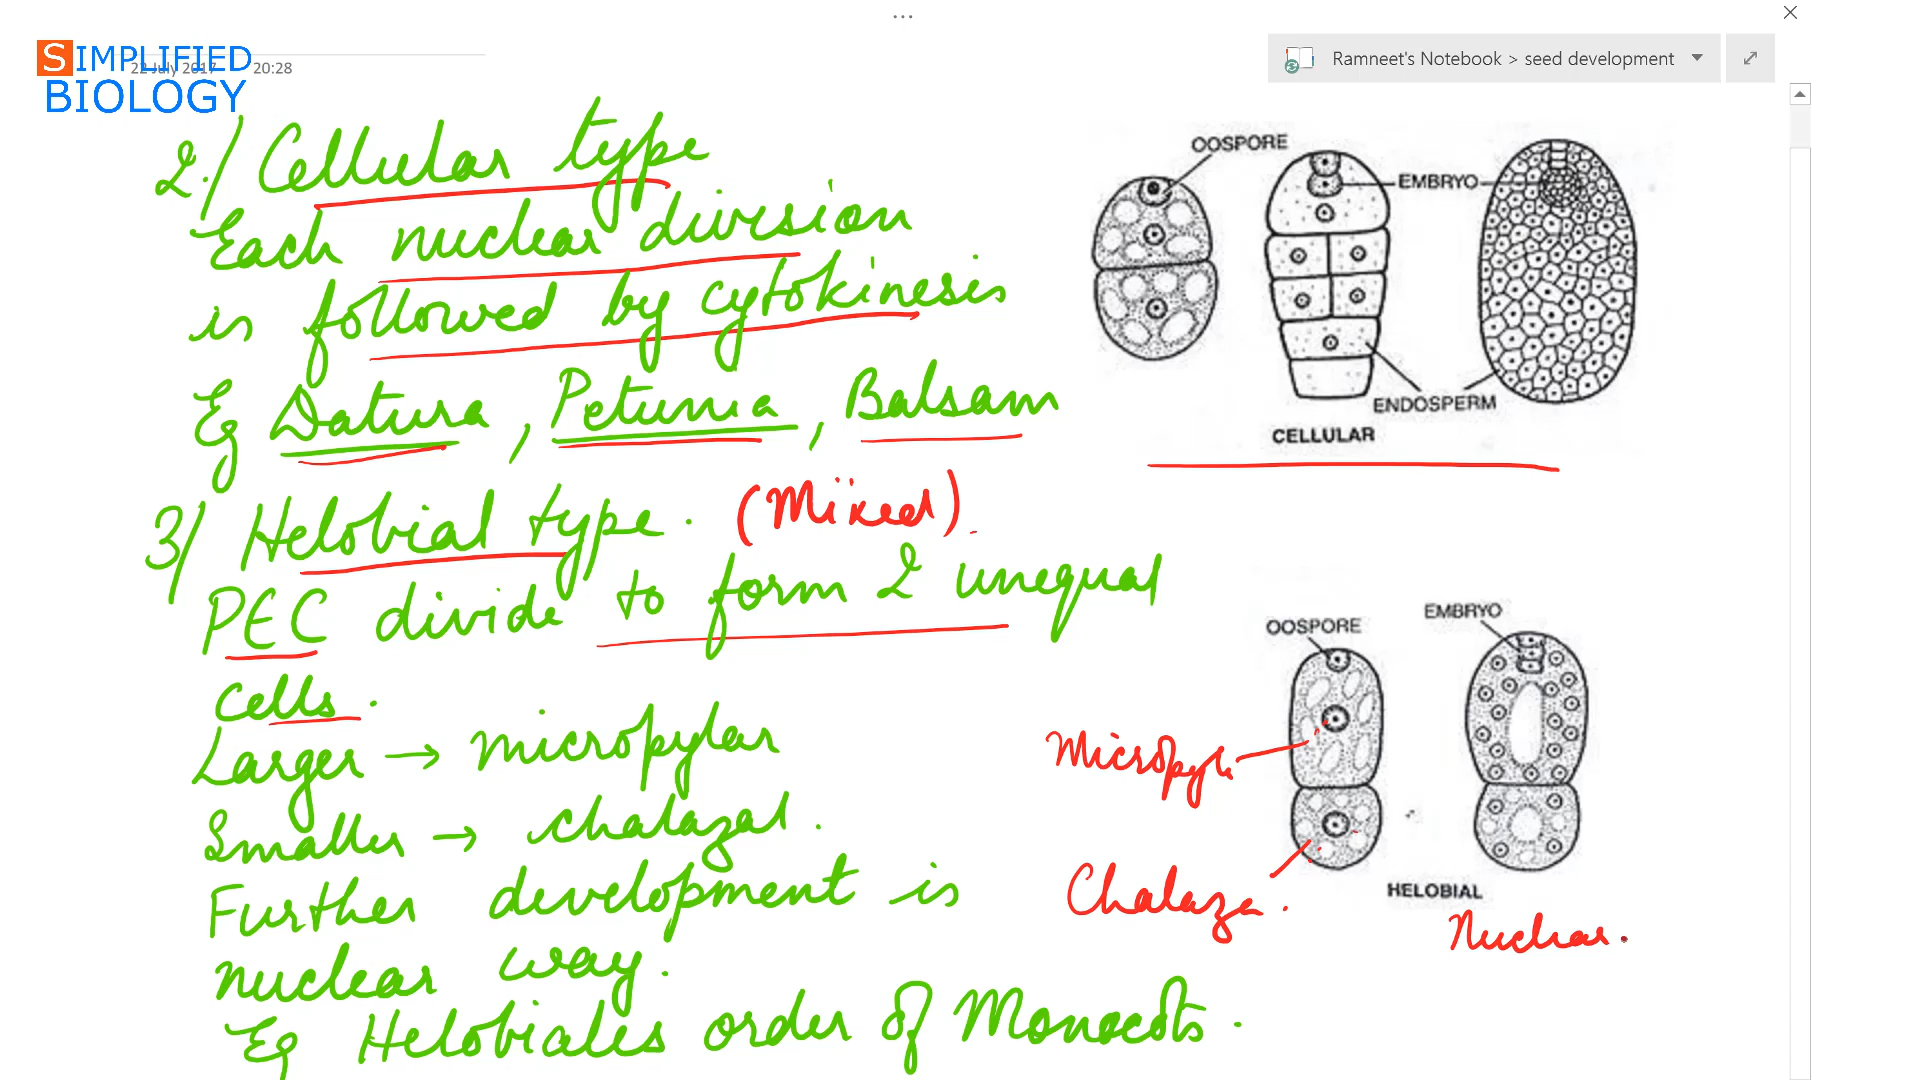 SIMPLIFIED
BIOLOGY
22 July 2017 20:28
Ramneet's Notebook > seed development
2./ Cellular type
Each nuclear division
is followed by cytokinesis
Eg Datura, Petunia, Balsam
3/ Helobial type. (Mixed).
PEC divide to form 2 unequal
cells.
Larger → micropylar
Smaller → chalazal.
Further development is
nuclear way.
Eg Helobiales order of Monocots.
OOSPORE
EMBRYO
ENDOSPERM
CELLULAR
OOSPORE
EMBRYO
Micropyle
Chalaza.
HELOBIAL
Nuclear.